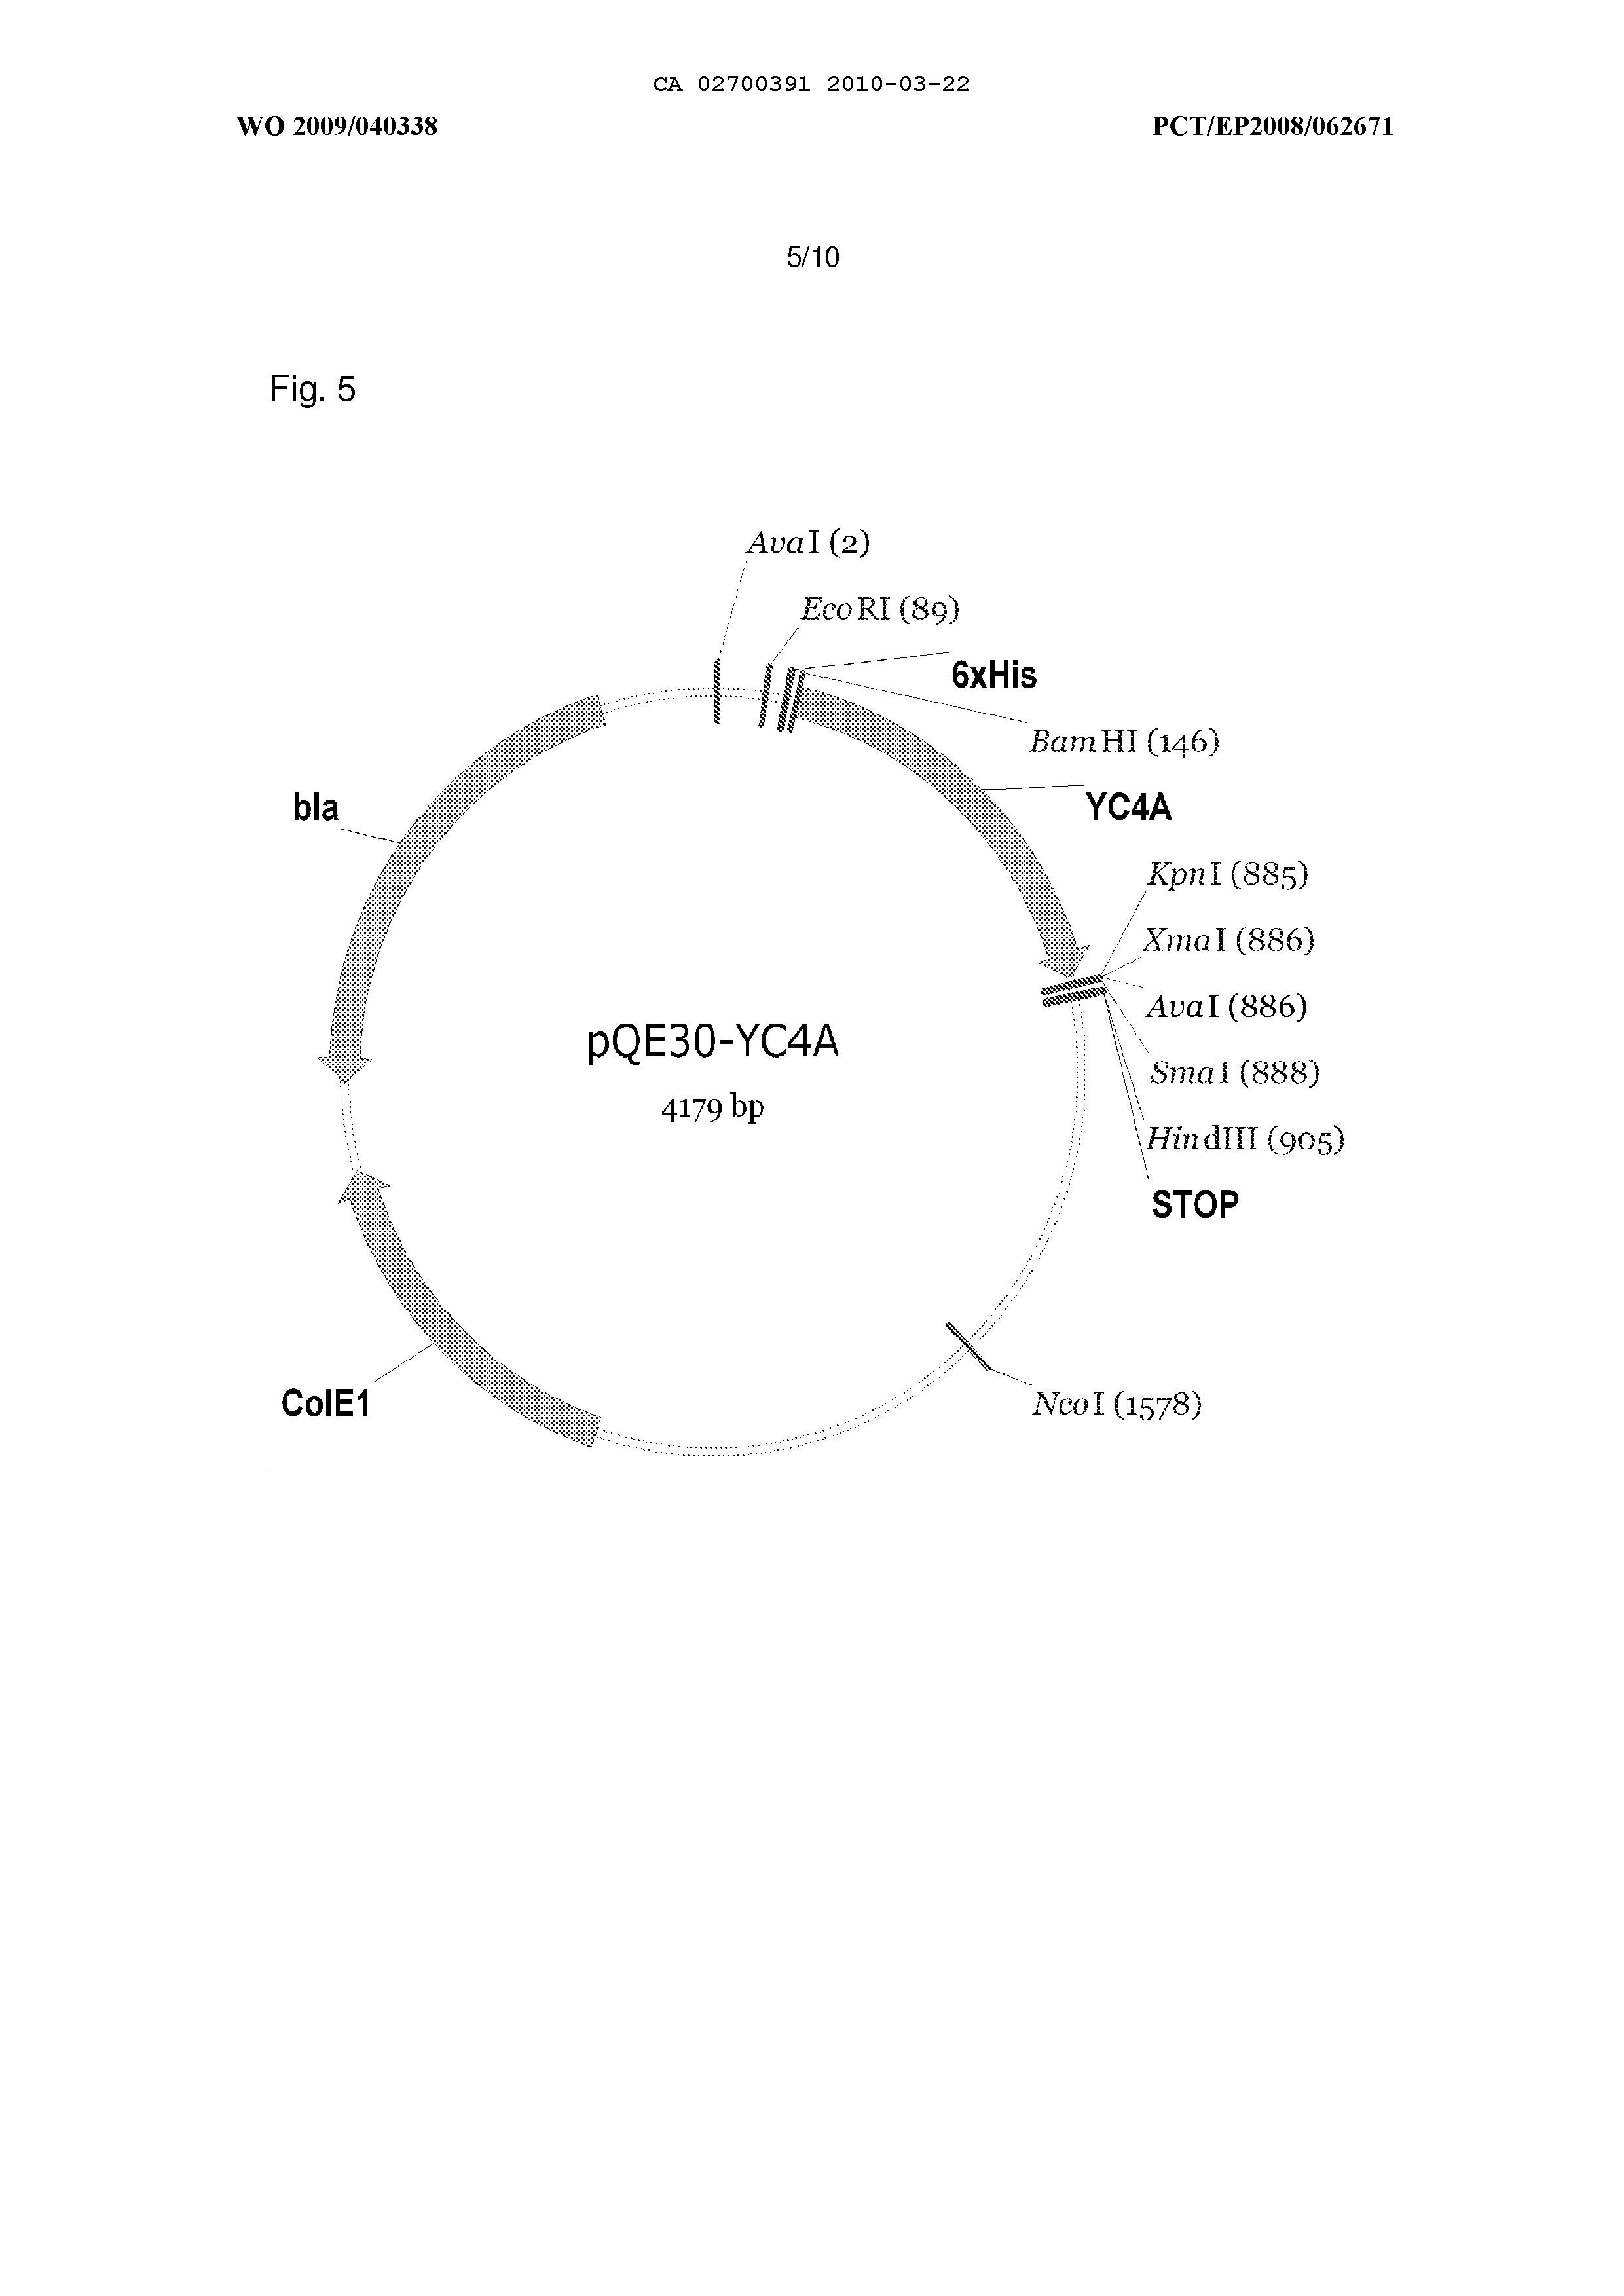 CA 02700391 2010-03-22
WO 2009/040338
PCT/EP2008/062671
5/10
Fig. 5
AvaI (2)
EcoRI (89)
6xHis
BamHI (146)
bla
YC4A
KpnI (885)
XmaI (886)
AvaI (886)
pQE30-YC4A
SmaI (888)
4179 bp
HindIII (905)
STOP
ColE1
NcoI (1578)